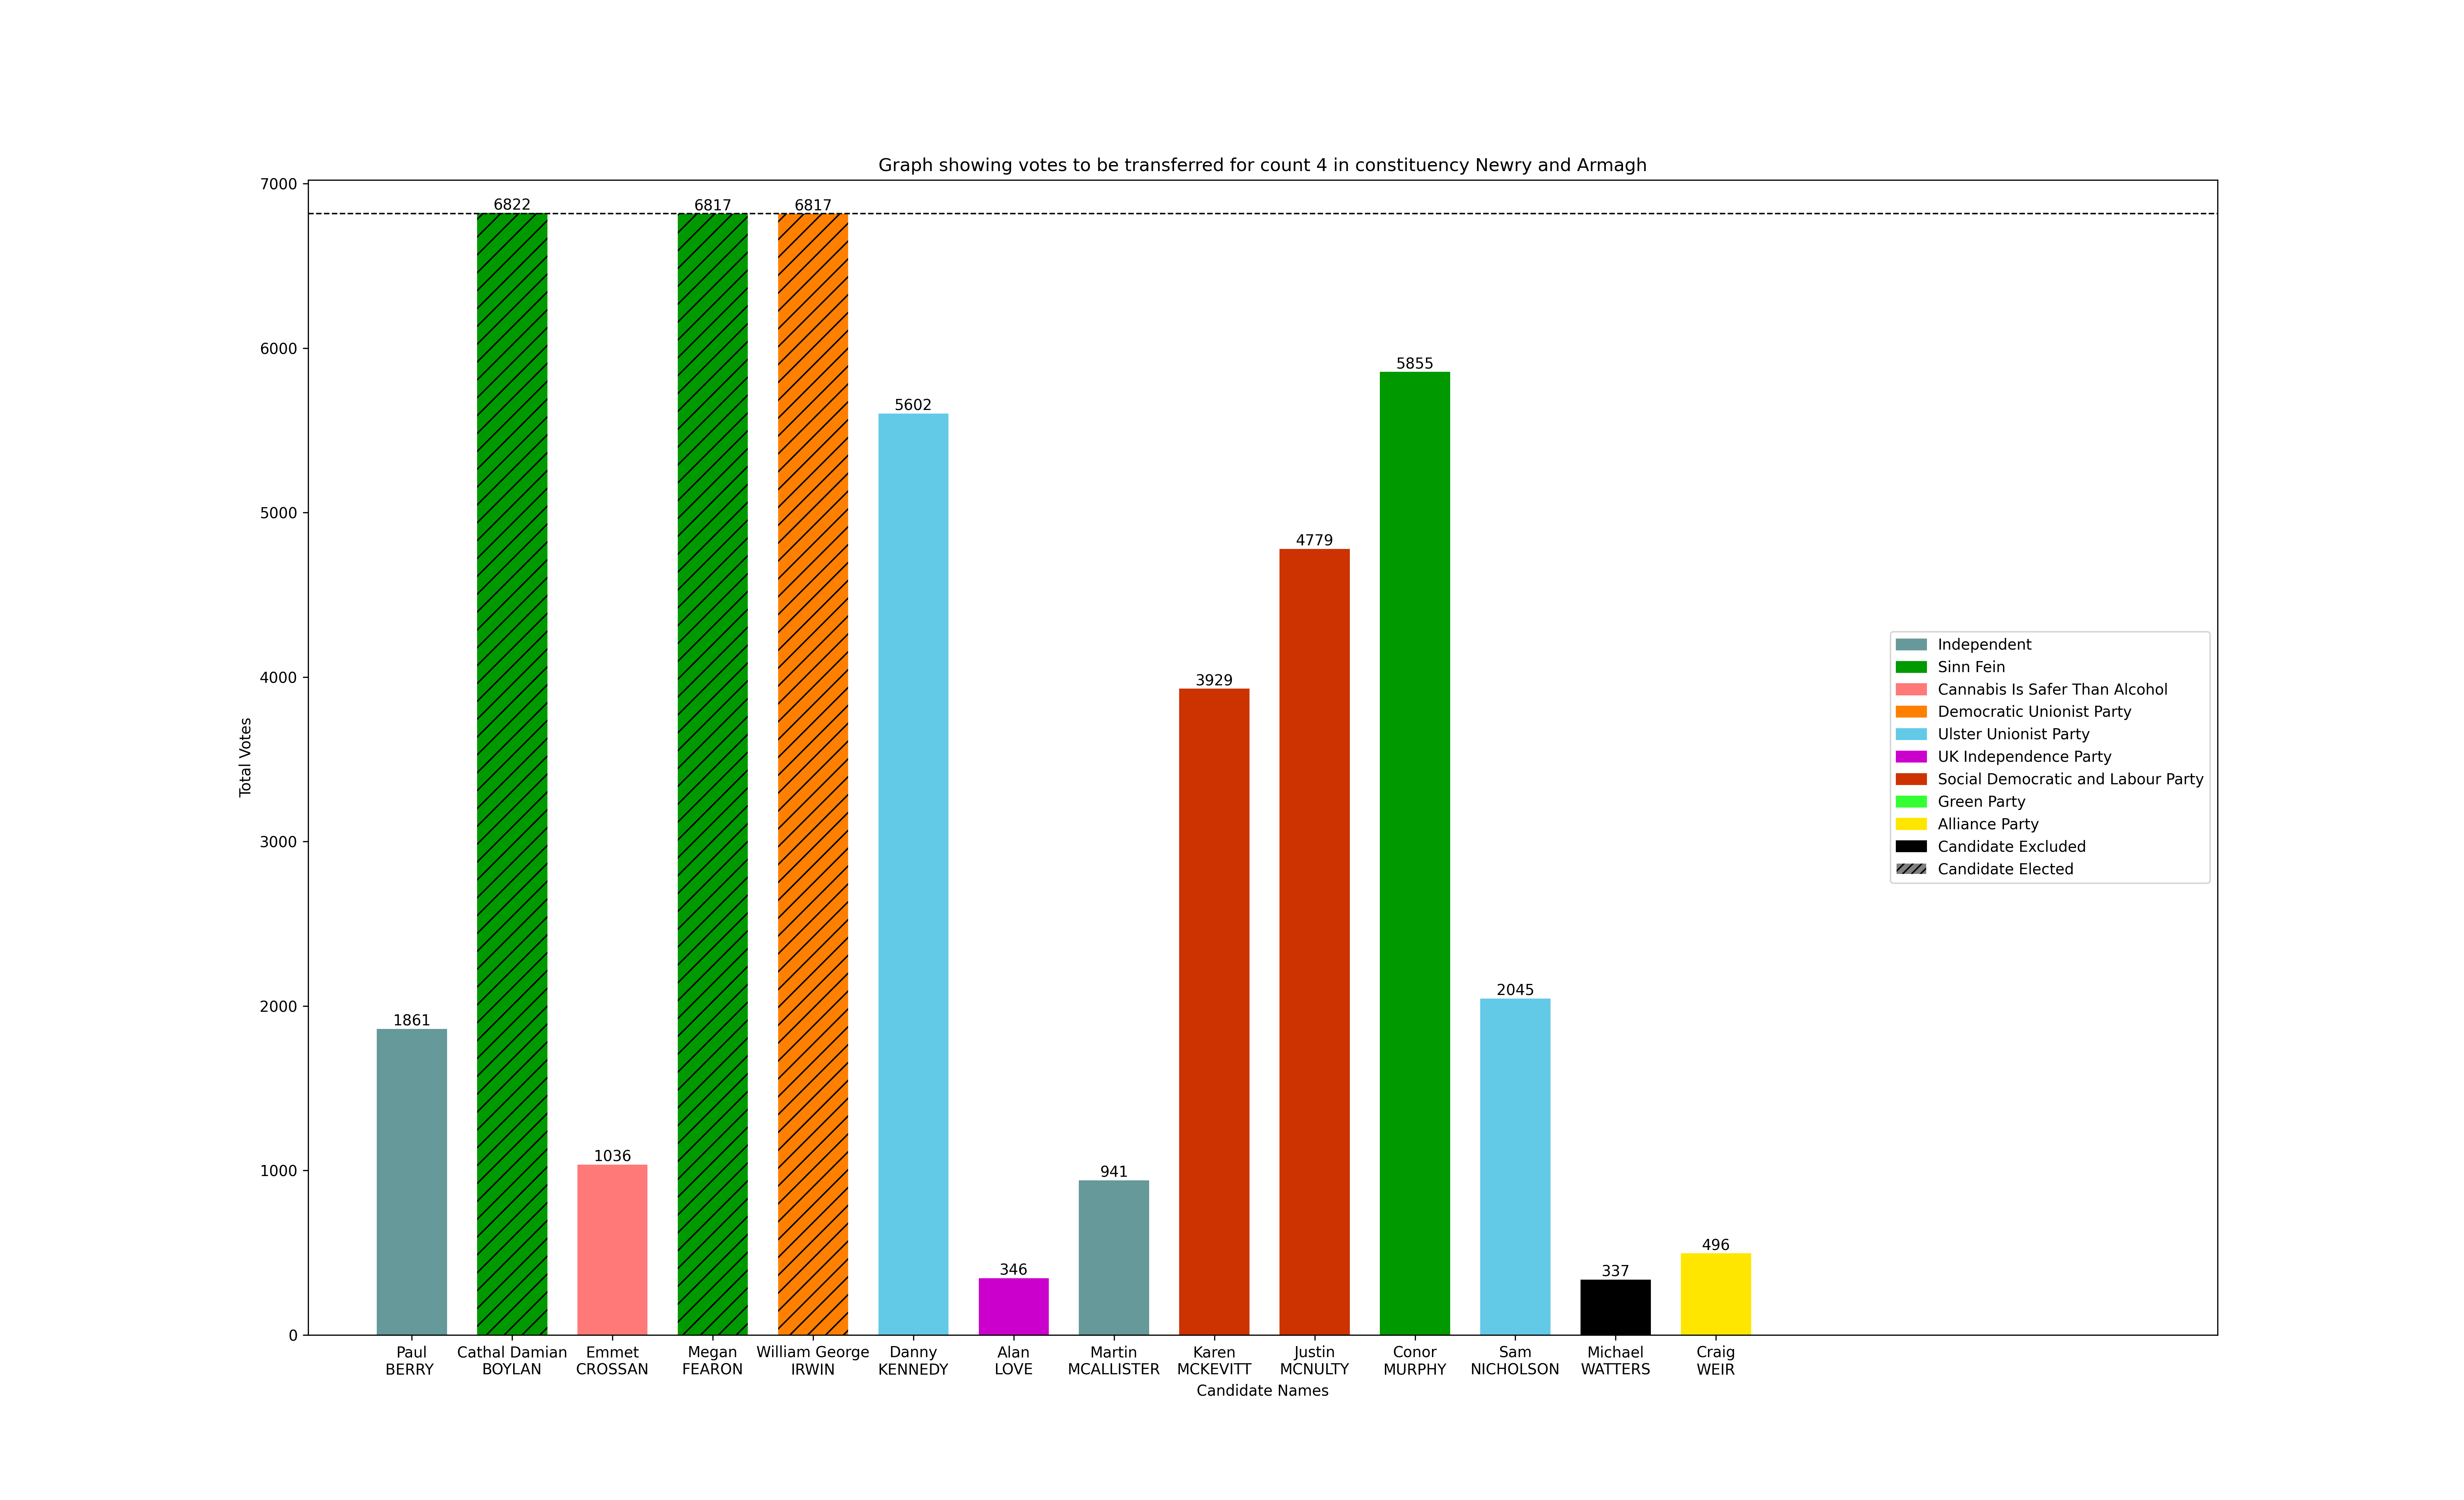 Graph showing votes to be transferred for count 4 in constituency Newry and Armagh
7000
6000
5000
4000
3000
2000
1000
0
Total Votes
1861
6822
1036
6817
6817
5602
346
941
3929
4779
5855
2045
337
496
Independent
Sinn Fein
Cannabis Is Safer Than Alcohol
Democratic Unionist Party
Ulster Unionist Party
UK Independence Party
Social Democratic and Labour Party
Green Party
Alliance Party
Candidate Excluded
Candidate Elected
Paul
BERRY
Cathal Damian
BOYLAN
Emmet
CROSSAN
Megan
FEARON
William George
IRWIN
Danny
KENNEDY
Alan
LOVE
Martin
MCALLISTER
Karen
MCKEVITT
Justin
MCNULTY
Conor
MURPHY
Sam
NICHOLSON
Michael
WATTERS
Craig
WEIR
Candidate Names